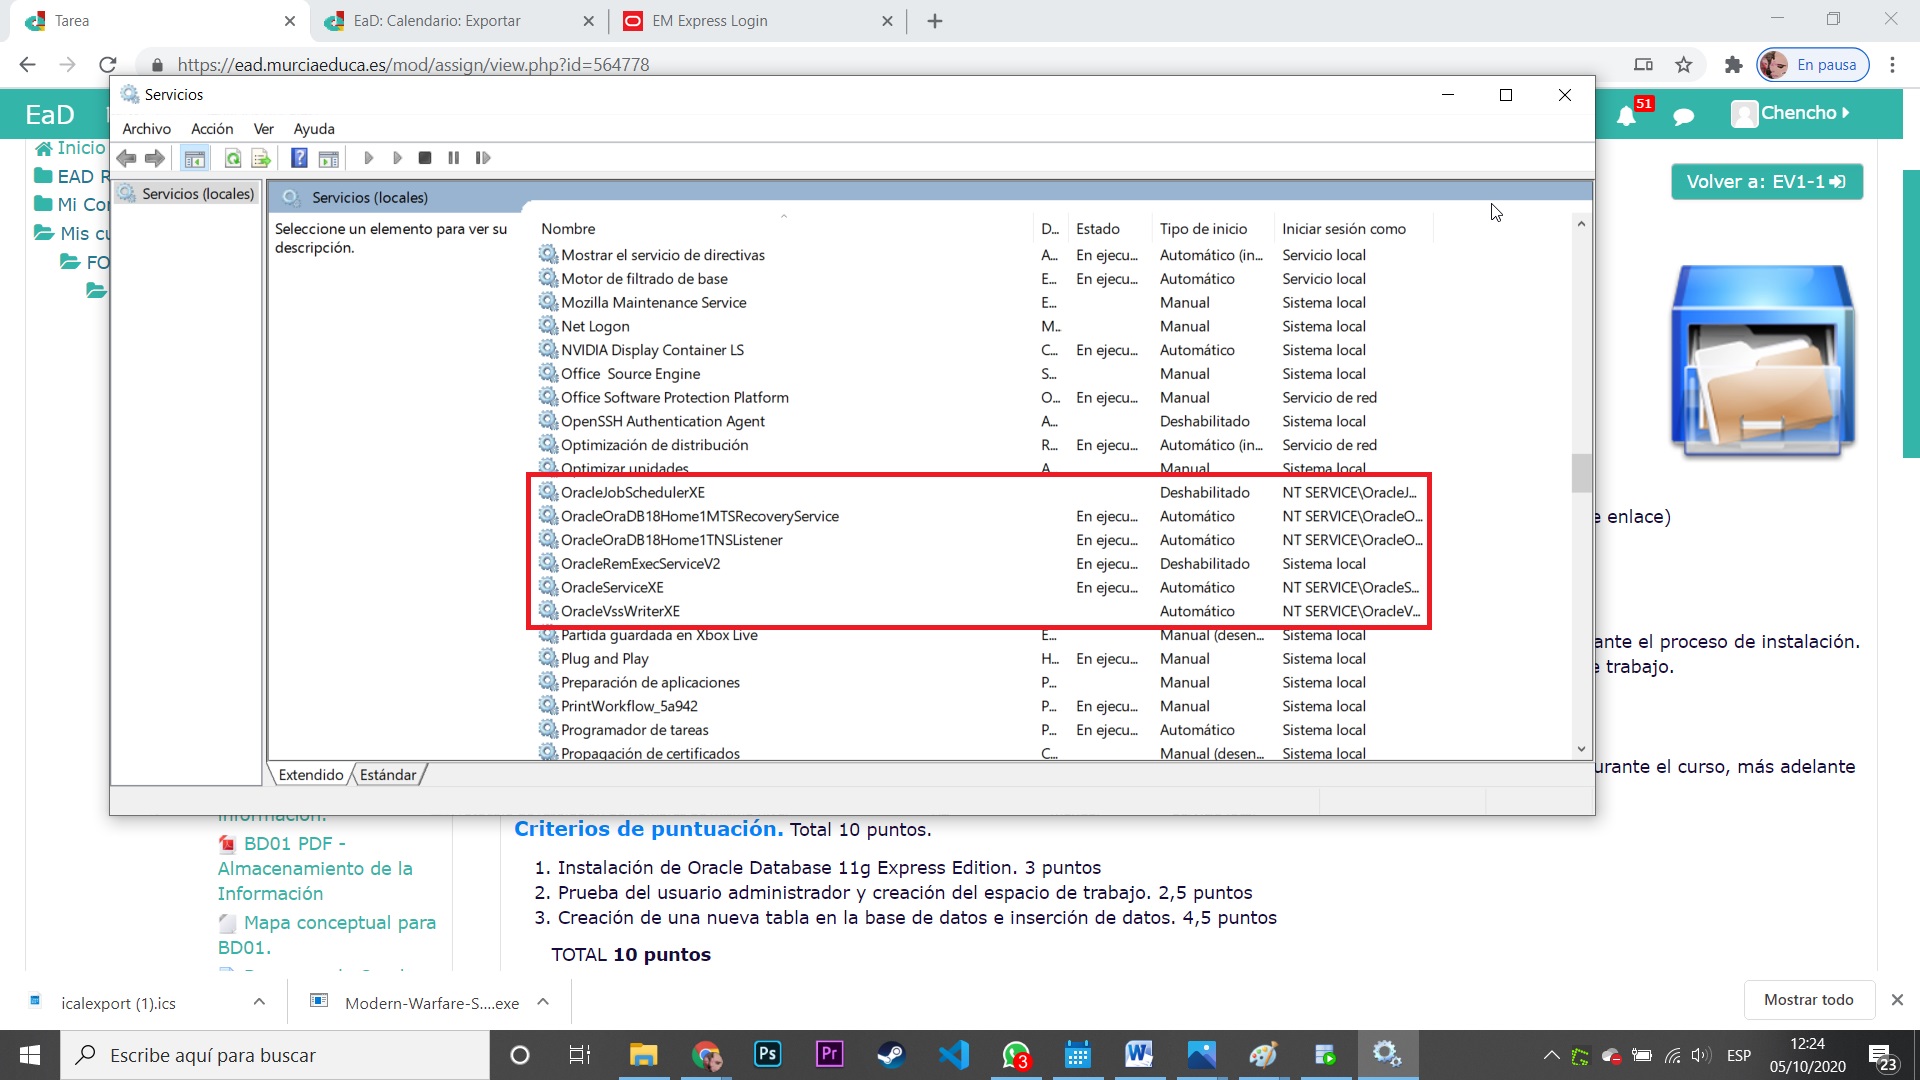 Tarea
EaD: Calendario: Exportar
EM Express Login
https://ead.murciaeduca.es/mod/assign/view.php?id=564778
En pausa
Servicios
EaD
51
Chencho
Archivo Acción Ver Ayuda
Inicio
EAD R
Mi Cor
Mis cu
FO
Volver a: EV1-1
Servicios (locales)
Servicios (locales)
Seleccione un elemento para ver su
descripción.
Nombre D... Estado Tipo de inicio Iniciar sesión como
Mostrar el servicio de directivas A... En ejecu... Automático (in... Servicio local
Motor de filtrado de base E... En ejecu... Automático Servicio local
Mozilla Maintenance Service E... Manual Sistema local
Net Logon M... Manual Sistema local
NVIDIA Display Container LS C... En ejecu... Automático Sistema local
Office  Source Engine S... Manual Sistema local
Office Software Protection Platform O... En ejecu... Manual Servicio de red
OpenSSH Authentication Agent A... Deshabilitado Sistema local
Optimización de distribución R... En ejecu... Automático (in... Servicio de red
Optimizar unidades A Manual Sistema local
OracleJobSchedulerXE Deshabilitado NT SERVICE\OracleJ...
OracleOraDB18Home1MTSRecoveryService En ejecu... Automático NT SERVICE\OracleO...
OracleOraDB18Home1TNSListener En ejecu... Automático NT SERVICE\OracleO...
OracleRemExecServiceV2 En ejecu... Deshabilitado Sistema local
OracleServiceXE En ejecu... Automático NT SERVICE\OracleS...
OracleVssWriterXE Automático NT SERVICE\OracleV...
Partida guardada en Xbox Live E... Manual (desen... Sistema local
Plug and Play H... En ejecu... Manual Sistema local
Preparación de aplicaciones P... Manual Sistema local
PrintWorkflow_5a942 P... En ejecu... Manual Sistema local
Programador de tareas P... En ejecu... Automático Sistema local
Propagación de certificados C... Manual (desen... Sistema local
Extendido Estándar
e enlace)
ante el proceso de instalación.
e trabajo.
urante el curso, más adelante
información.
BD01 PDF -
Almacenamiento de la
Información
Mapa conceptual para
BD01.
Criterios de puntuación. Total 10 puntos.
1. Instalación de Oracle Database 11g Express Edition. 3 puntos
2. Prueba del usuario administrador y creación del espacio de trabajo. 2,5 puntos
3. Creación de una nueva tabla en la base de datos e inserción de datos. 4,5 puntos
TOTAL 10 puntos
icalexport (1).ics
Modern-Warfare-S....exe
Mostrar todo
Escribe aquí para buscar
Ps
Pr
3
W
ESP
12:24
05/10/2020
23